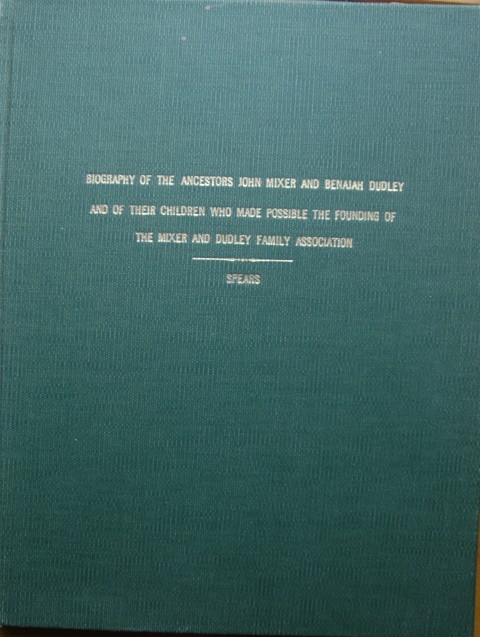 BIOGRAPHY OF THE ANCESTORS JOHN MIXER AND BENAIAH DUDLEY
AND OF THEIR CHILDREN WHO MADE POSSIBLE THE FOUNDING OF
THE MIXER AND DUDLEY FAMILY ASSOCIATION
SPEARS